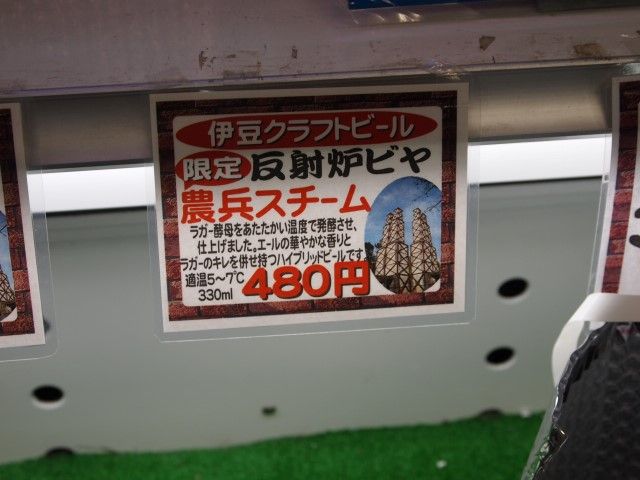 伊豆クラフトビール
限定 反射炉ビヤ
農兵スチーム
ラガー酵母をあたたかい温度で発酵させ、
仕上げました。エールの華やかな香りと
ラガーのキレを併せ持つハイブリッドビールです。
適温5〜7℃
330ml
480円